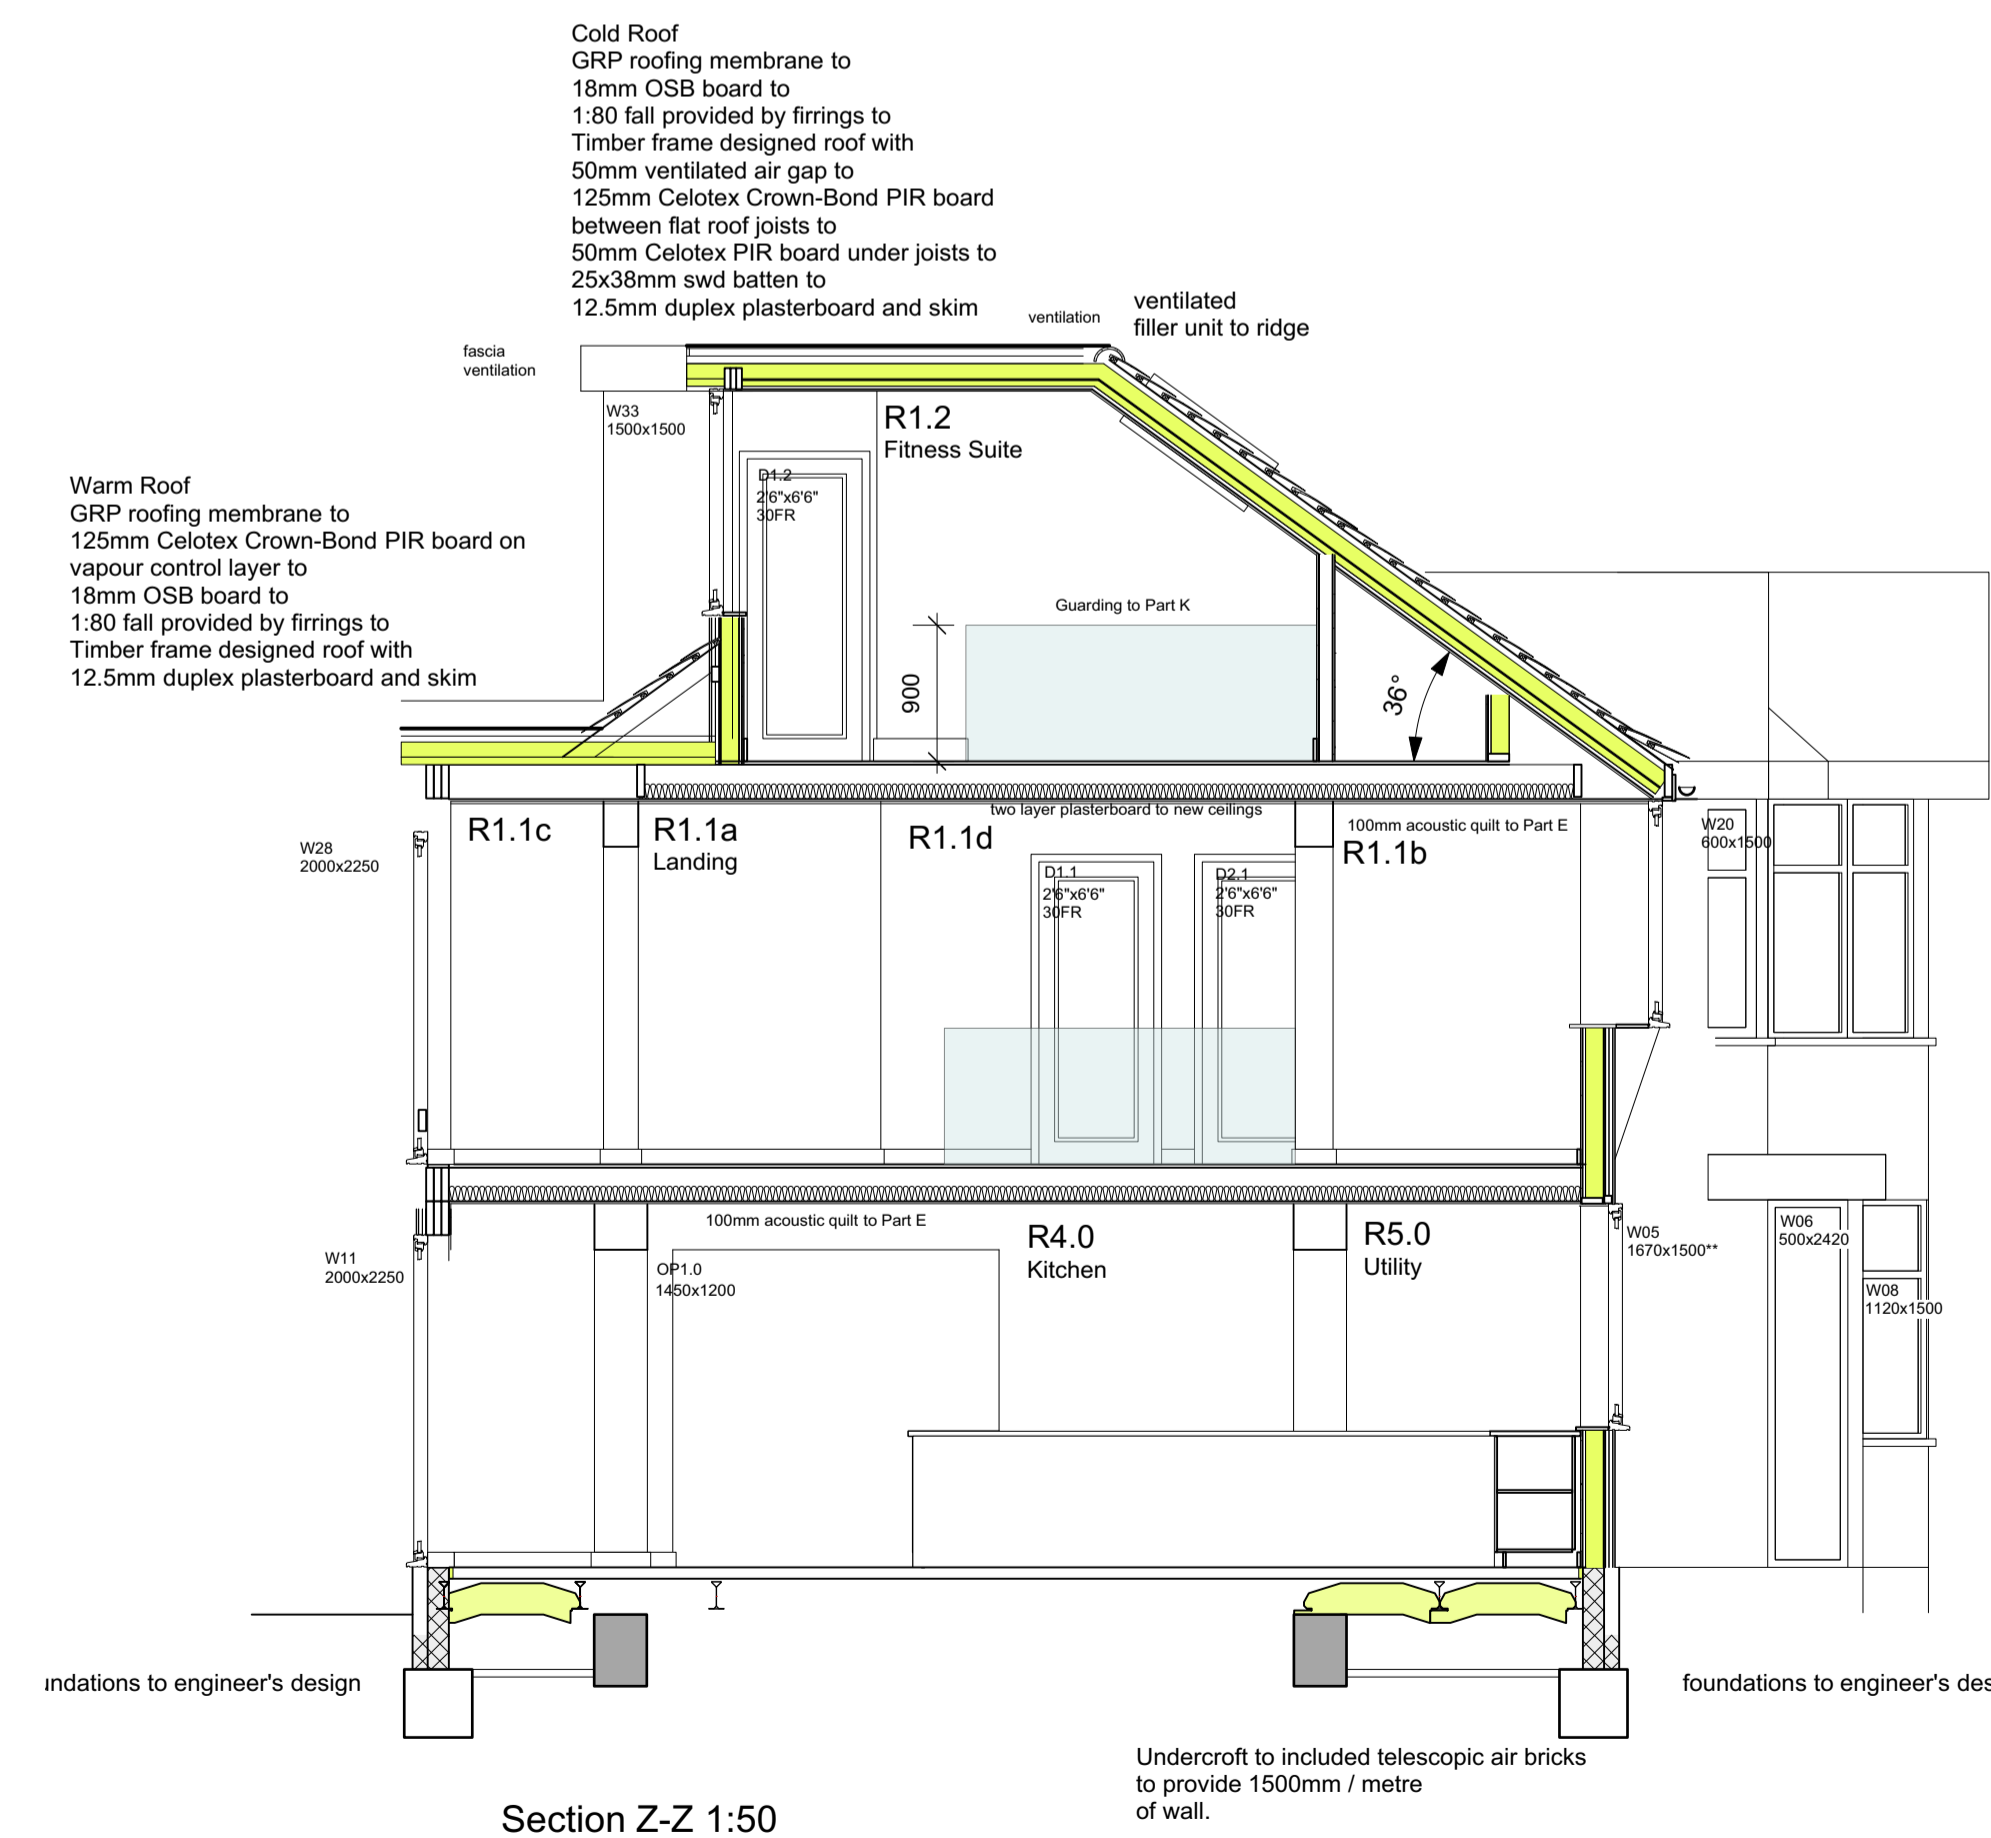 Cold Roof
GRP roofing membrane to
18mm OSB board to
1:80 fall provided by firrings to
Timber frame designed roof with
50mm ventilated air gap to
125mm Celotex Crown-Bond PIR board
between flat roof joists to
50mm Celotex PIR board under joists to
25x38mm swd batten to
12.5mm duplex plasterboard and skim
ventilation
ventilated
filler unit to ridge
fascia
ventilation
W33
1500x1500
R1.2
Fitness Suite
D1.2
2'6"x6'6"
30FR
Warm Roof
GRP roofing membrane to
125mm Celotex Crown-Bond PIR board on
vapour control layer to
18mm OSB board to
1:80 fall provided by firrings to
Timber frame designed roof with
12.5mm duplex plasterboard and skim
Guarding to Part K
900
36°
two layer plasterboard to new ceilings
R1.1c
R1.1a
Landing
R1.1d
100mm acoustic quilt to Part E
R1.1b
W28
2000x2250
D1.1
2'6"x6'6"
30FR
D2.1
2'6"x6'6"
30FR
W20
600x1500
100mm acoustic quilt to Part E
R4.0
Kitchen
R5.0
Utility
W11
2000x2250
OP1.0
1450x1200
W05
1670x1500**
W06
500x2420
W08
1120x1500
undations to engineer's design
foundations to engineer's des
Undercroft to included telescopic air bricks
to provide 1500mm / metre
of wall.
Section Z-Z 1:50